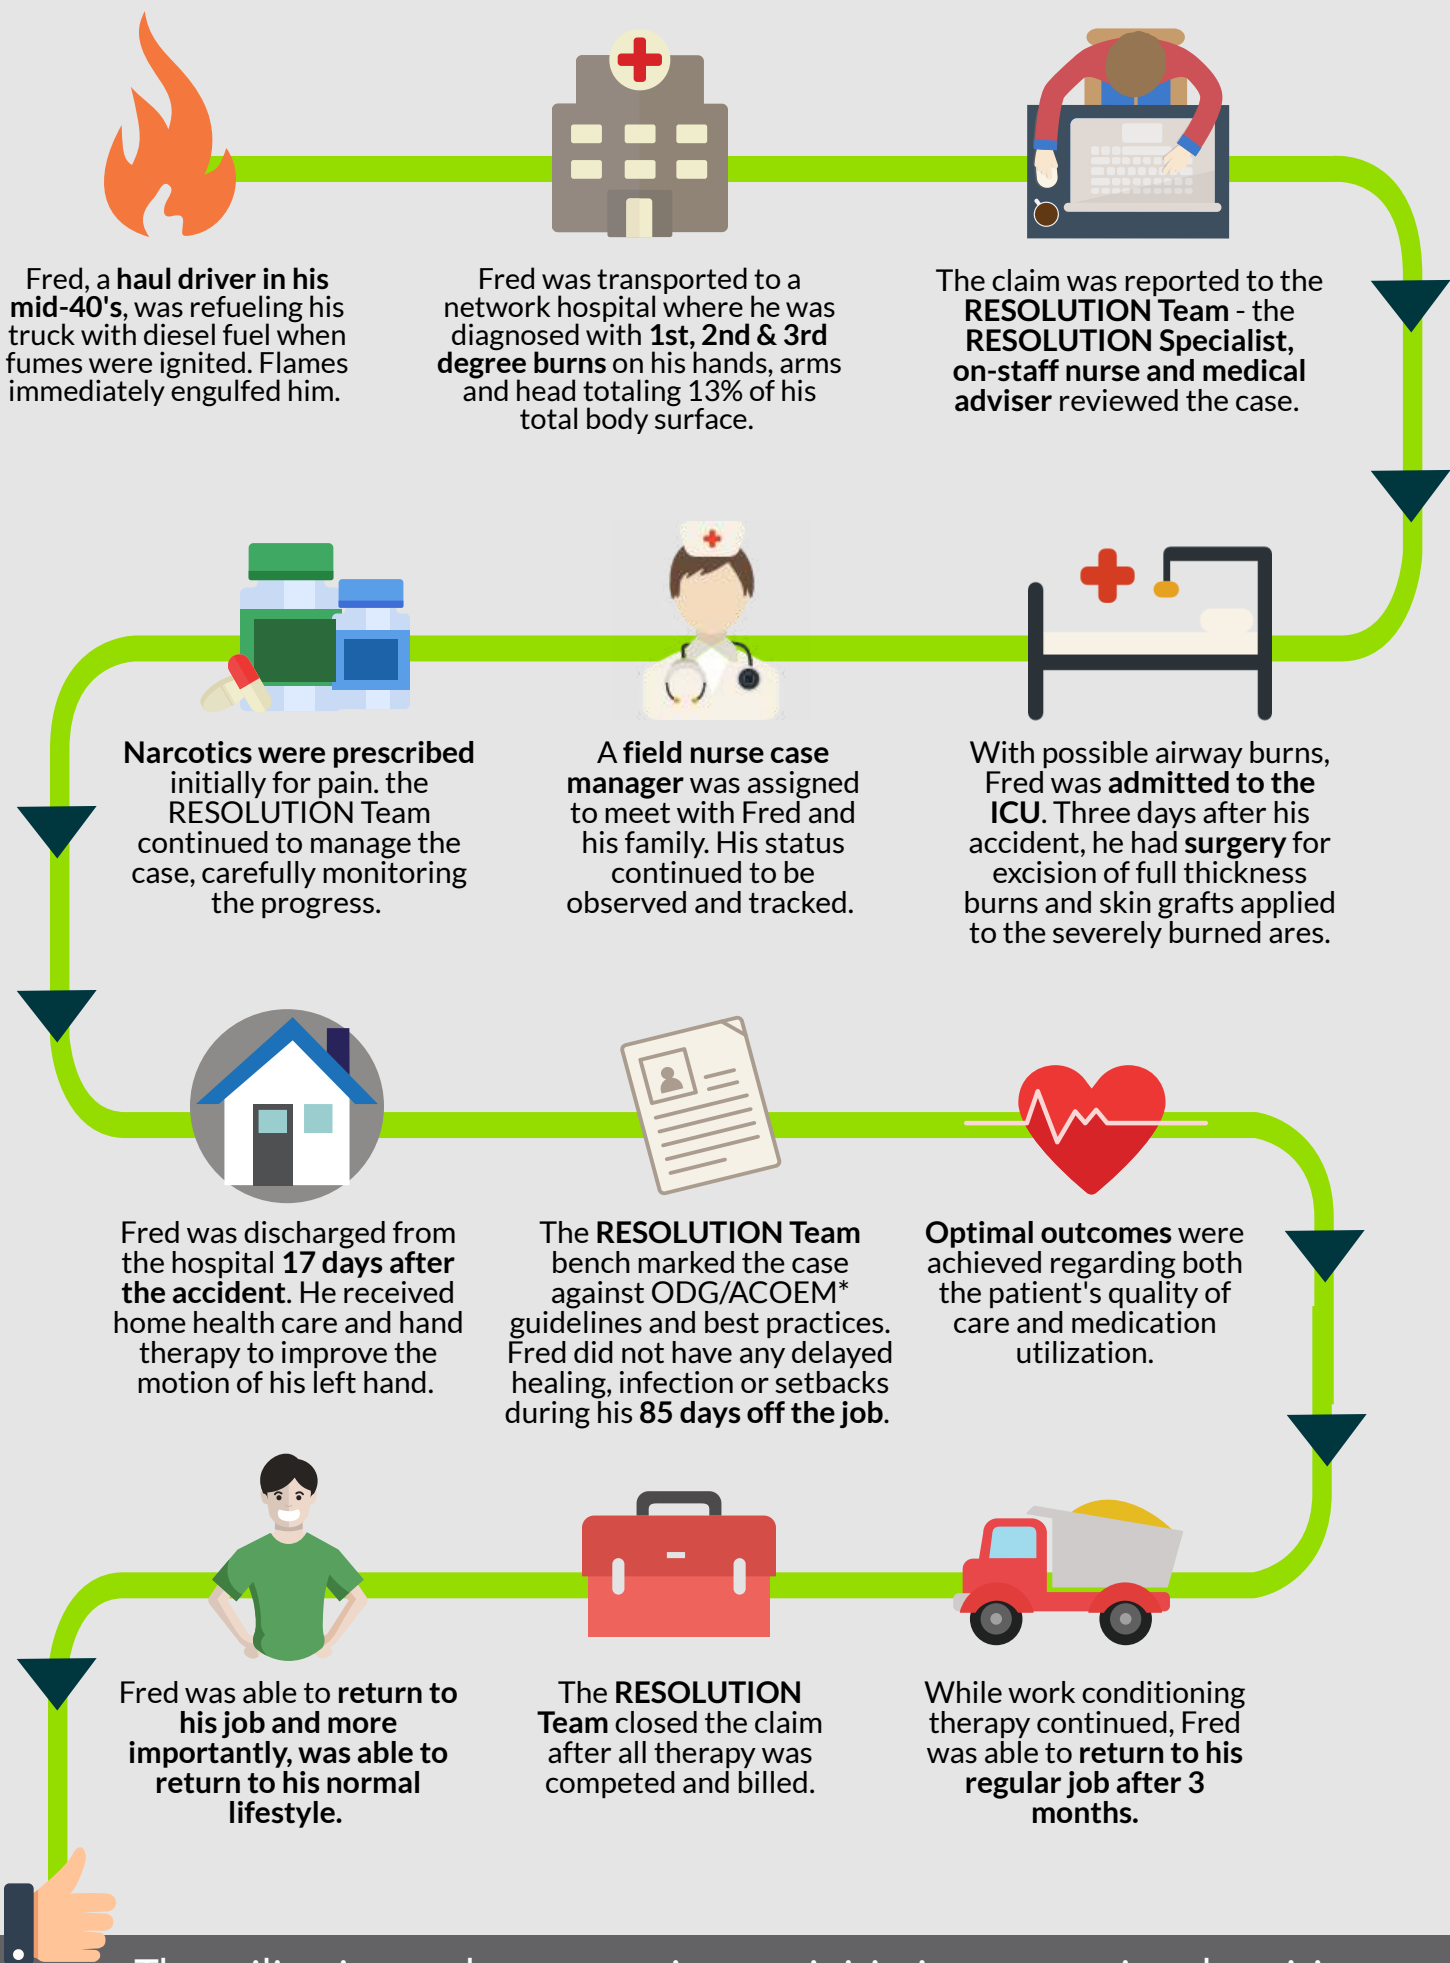 Fred, a haul driver in his
mid-40's, was refueling his
truck with diesel fuel when
fumes were ignited. Flames
immediately engulfed him.
Fred was transported to a
network hospital where he was
diagnosed with 1st, 2nd & 3rd
degree burns on his hands, arms
and head totaling 13% of his
total body surface.
The claim was reported to the
RESOLUTION Team - the
RESOLUTION Specialist,
on-staff nurse and medical
adviser reviewed the case.
With possible airway burns,
Fred was admitted to the
ICU. Three days after his
accident, he had surgery for
excision of full thickness
burns and skin grafts applied
to the severely burned ares.
A field nurse case
manager was assigned
to meet with Fred and
his family. His status
continued to be
observed and tracked.
Narcotics were prescribed
initially for pain. the
RESOLUTION Team
continued to manage the
case, carefully monitoring
the progress.
Fred was discharged from
the hospital 17 days after
the accident. He received
home health care and hand
therapy to improve the
motion of his left hand.
The RESOLUTION Team
bench marked the case
against ODG/ACOEM*
guidelines and best practices.
Fred did not have any delayed
healing, infection or setbacks
during his 85 days off the job.
Optimal outcomes were
achieved regarding both
the patient's quality of
care and medication
utilization.
While work conditioning
therapy continued, Fred
was able to return to his
regular job after 3
months.
The RESOLUTION
Team closed the claim
after all therapy was
competed and billed.
Fred was able to return to
his job and more
importantly, was able to
return to his normal
lifestyle.